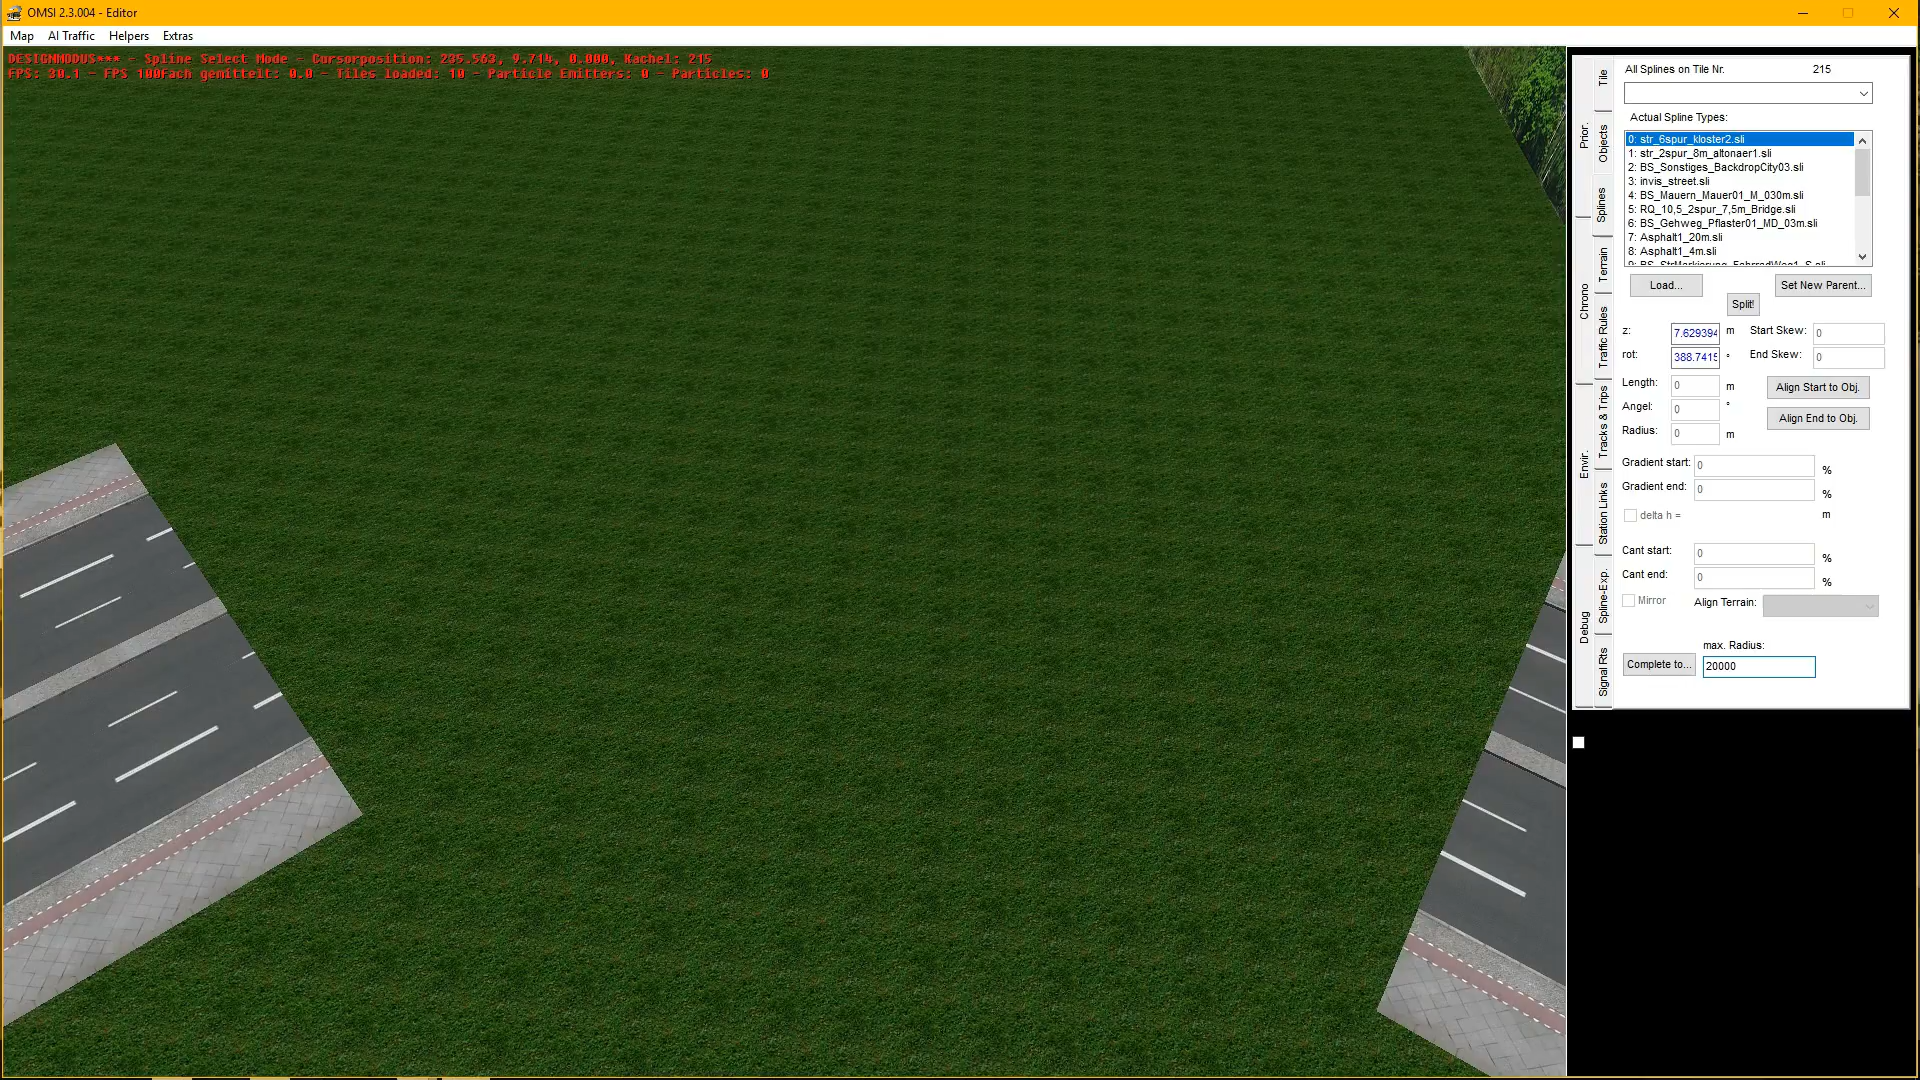 OMSI 2.3.004 - Editor
Map AI Traffic Helpers Extras
DESIGNMODUS*** - Spline Select Mode - Cursorposition: 235.563, 9.714, 0.000, Kachel: 215
FPS: 30.1 - FPS 100Fach gemittelt: 0.0 - Tiles loaded: 10 - Particle Emitters: 0 - Particles: 0
Prior.
Chrono
Envir.
Debug
Tile
Objects
Splines
Terrain
Traffic Rules
Tracks & Trips
Station Links
Spline-Exp.
Signal Rts
All Splines on Tile Nr. 215
Actual Spline Types:
0: str_6spur_kloster2.sli
1: str_2spur_8m_altonaer1.sli
2: BS_Sonstiges_BackdropCity03.sli
3: invis_street.sli
4: BS_Mauern_Mauer01_M_030m.sli
5: RQ_10,5_2spur_7,5m_Bridge.sli
6: BS_Gehweg_Pflaster01_MD_03m.sli
7: Asphalt1_20m.sli
8: Asphalt1_4m.sli
9: BS_StrMarkierung_FahrradWeg1_S.sli
Load... Set New Parent...
Split!
z: 7.629394 m Start Skew: 0
rot: 388.7415 ° End Skew: 0
Length: 0 m Align Start to Obj.
Angel: 0 ° Align End to Obj.
Radius: 0 m
Gradient start: 0 %
Gradient end: 0 %
delta h = m
Cant start: 0 %
Cant end: 0 %
Mirror Align Terrain:
max. Radius:
Complete to... 20000